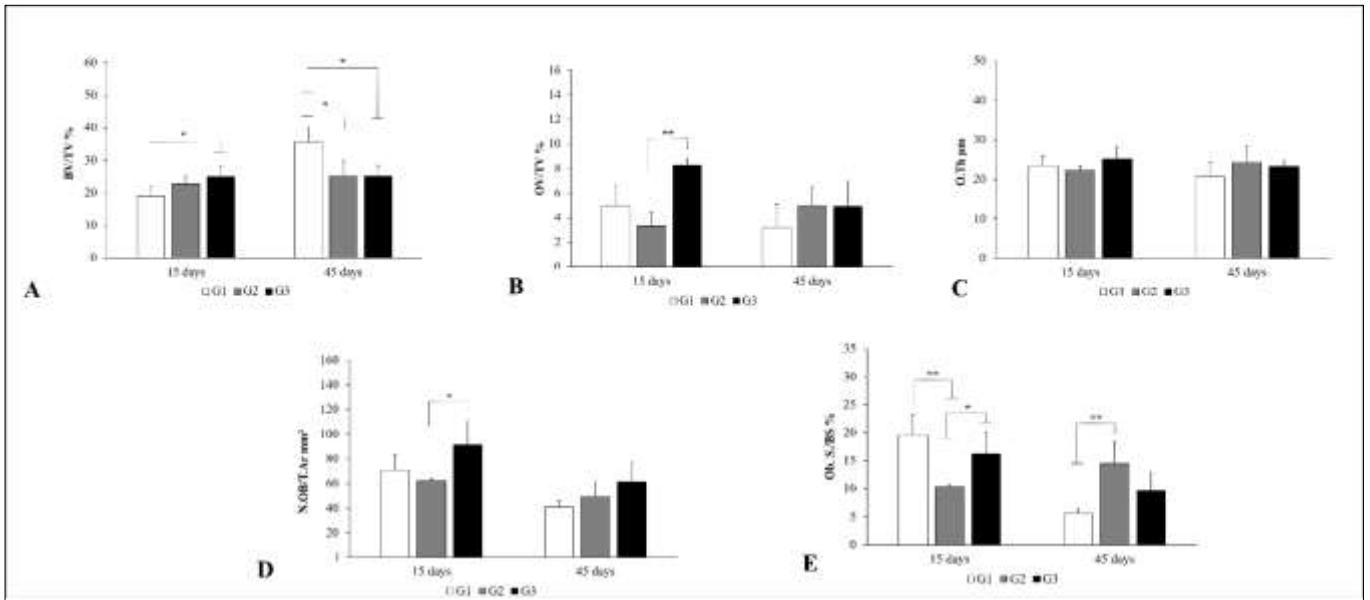 60
50
40
30
20
10
0
BV/TV %
*
*
*
15 days
45 days
G1 G2 G3
A
16
14
12
10
8
6
4
2
0
OV/TV %
**
15 days
45 days
G1 G2 G3
B
50
40
30
20
10
0
O.Th µm
15 days
45 days
G1 G2 G3
C
160
140
120
100
80
60
40
20
N.OB/T.Ar mm²
*
15 days
45 days
G1 G2 G3
D
35
30
25
20
15
10
5
0
Ob. S./BS %
**
*
**
15 days
45 days
G1 G2 G3
E